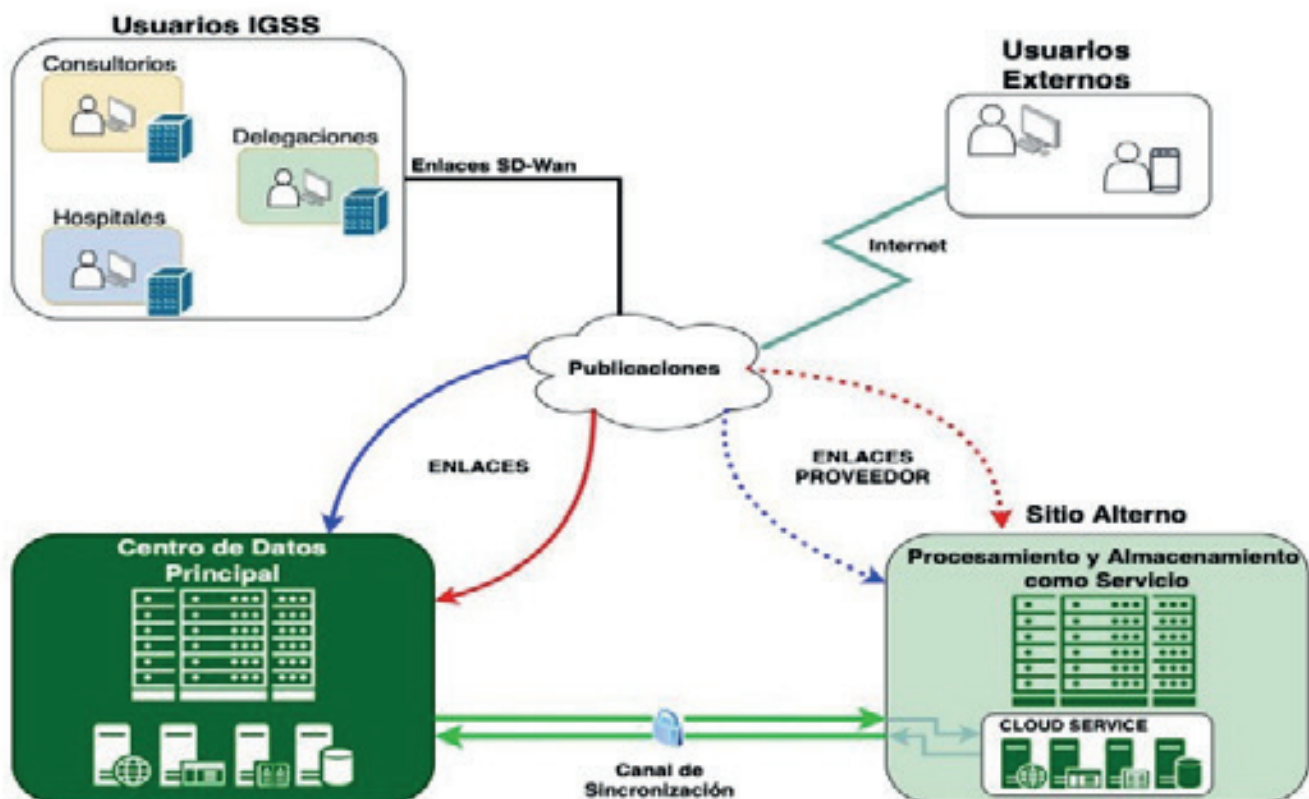 Usuarios IGSS
Consultorios
Delegaciones
Hospitales
Enlaces SD-Wan
Usuarios
Externos
Internet
Publicaciones
ENLACES
ENLACES
PROVEEDOR
Centro de Datos
Principal
Sitio Alterno
Procesamiento y Almacenamiento
como Servicio
CLOUD SERVICE
Canal de
Sincronización